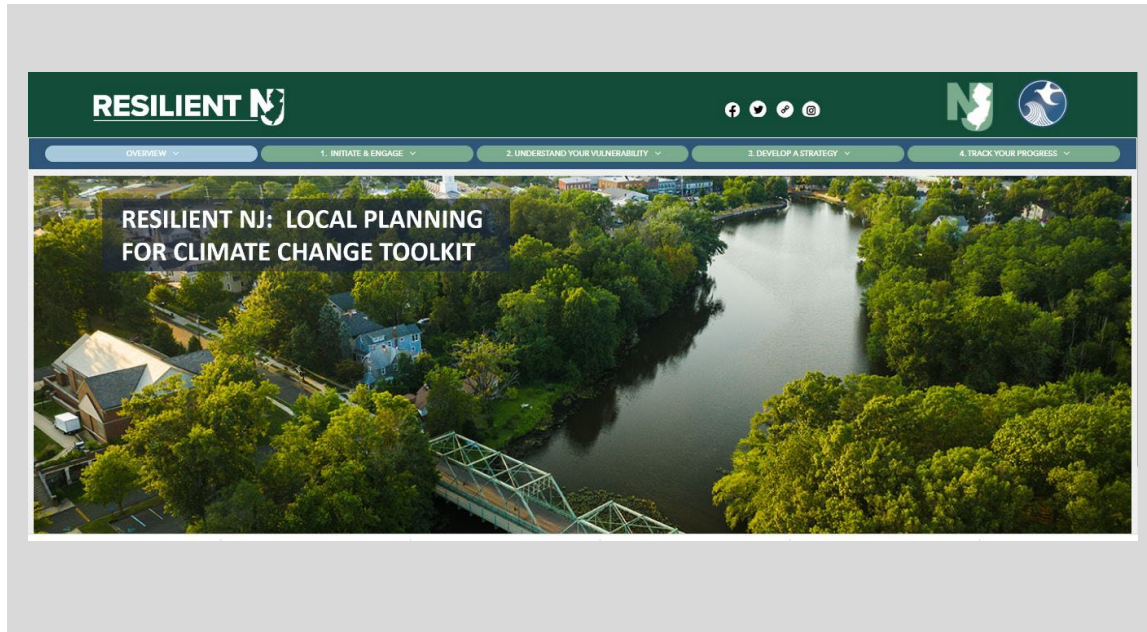 RESILIENT NJ
NJ
OVERVIEW
1. INITIATE & ENGAGE
2. UNDERSTAND YOUR VULNERABILITY
3. DEVELOP A STRATEGY
4. TRACK YOUR PROGRESS
RESILIENT NJ: LOCAL PLANNING
FOR CLIMATE CHANGE TOOLKIT